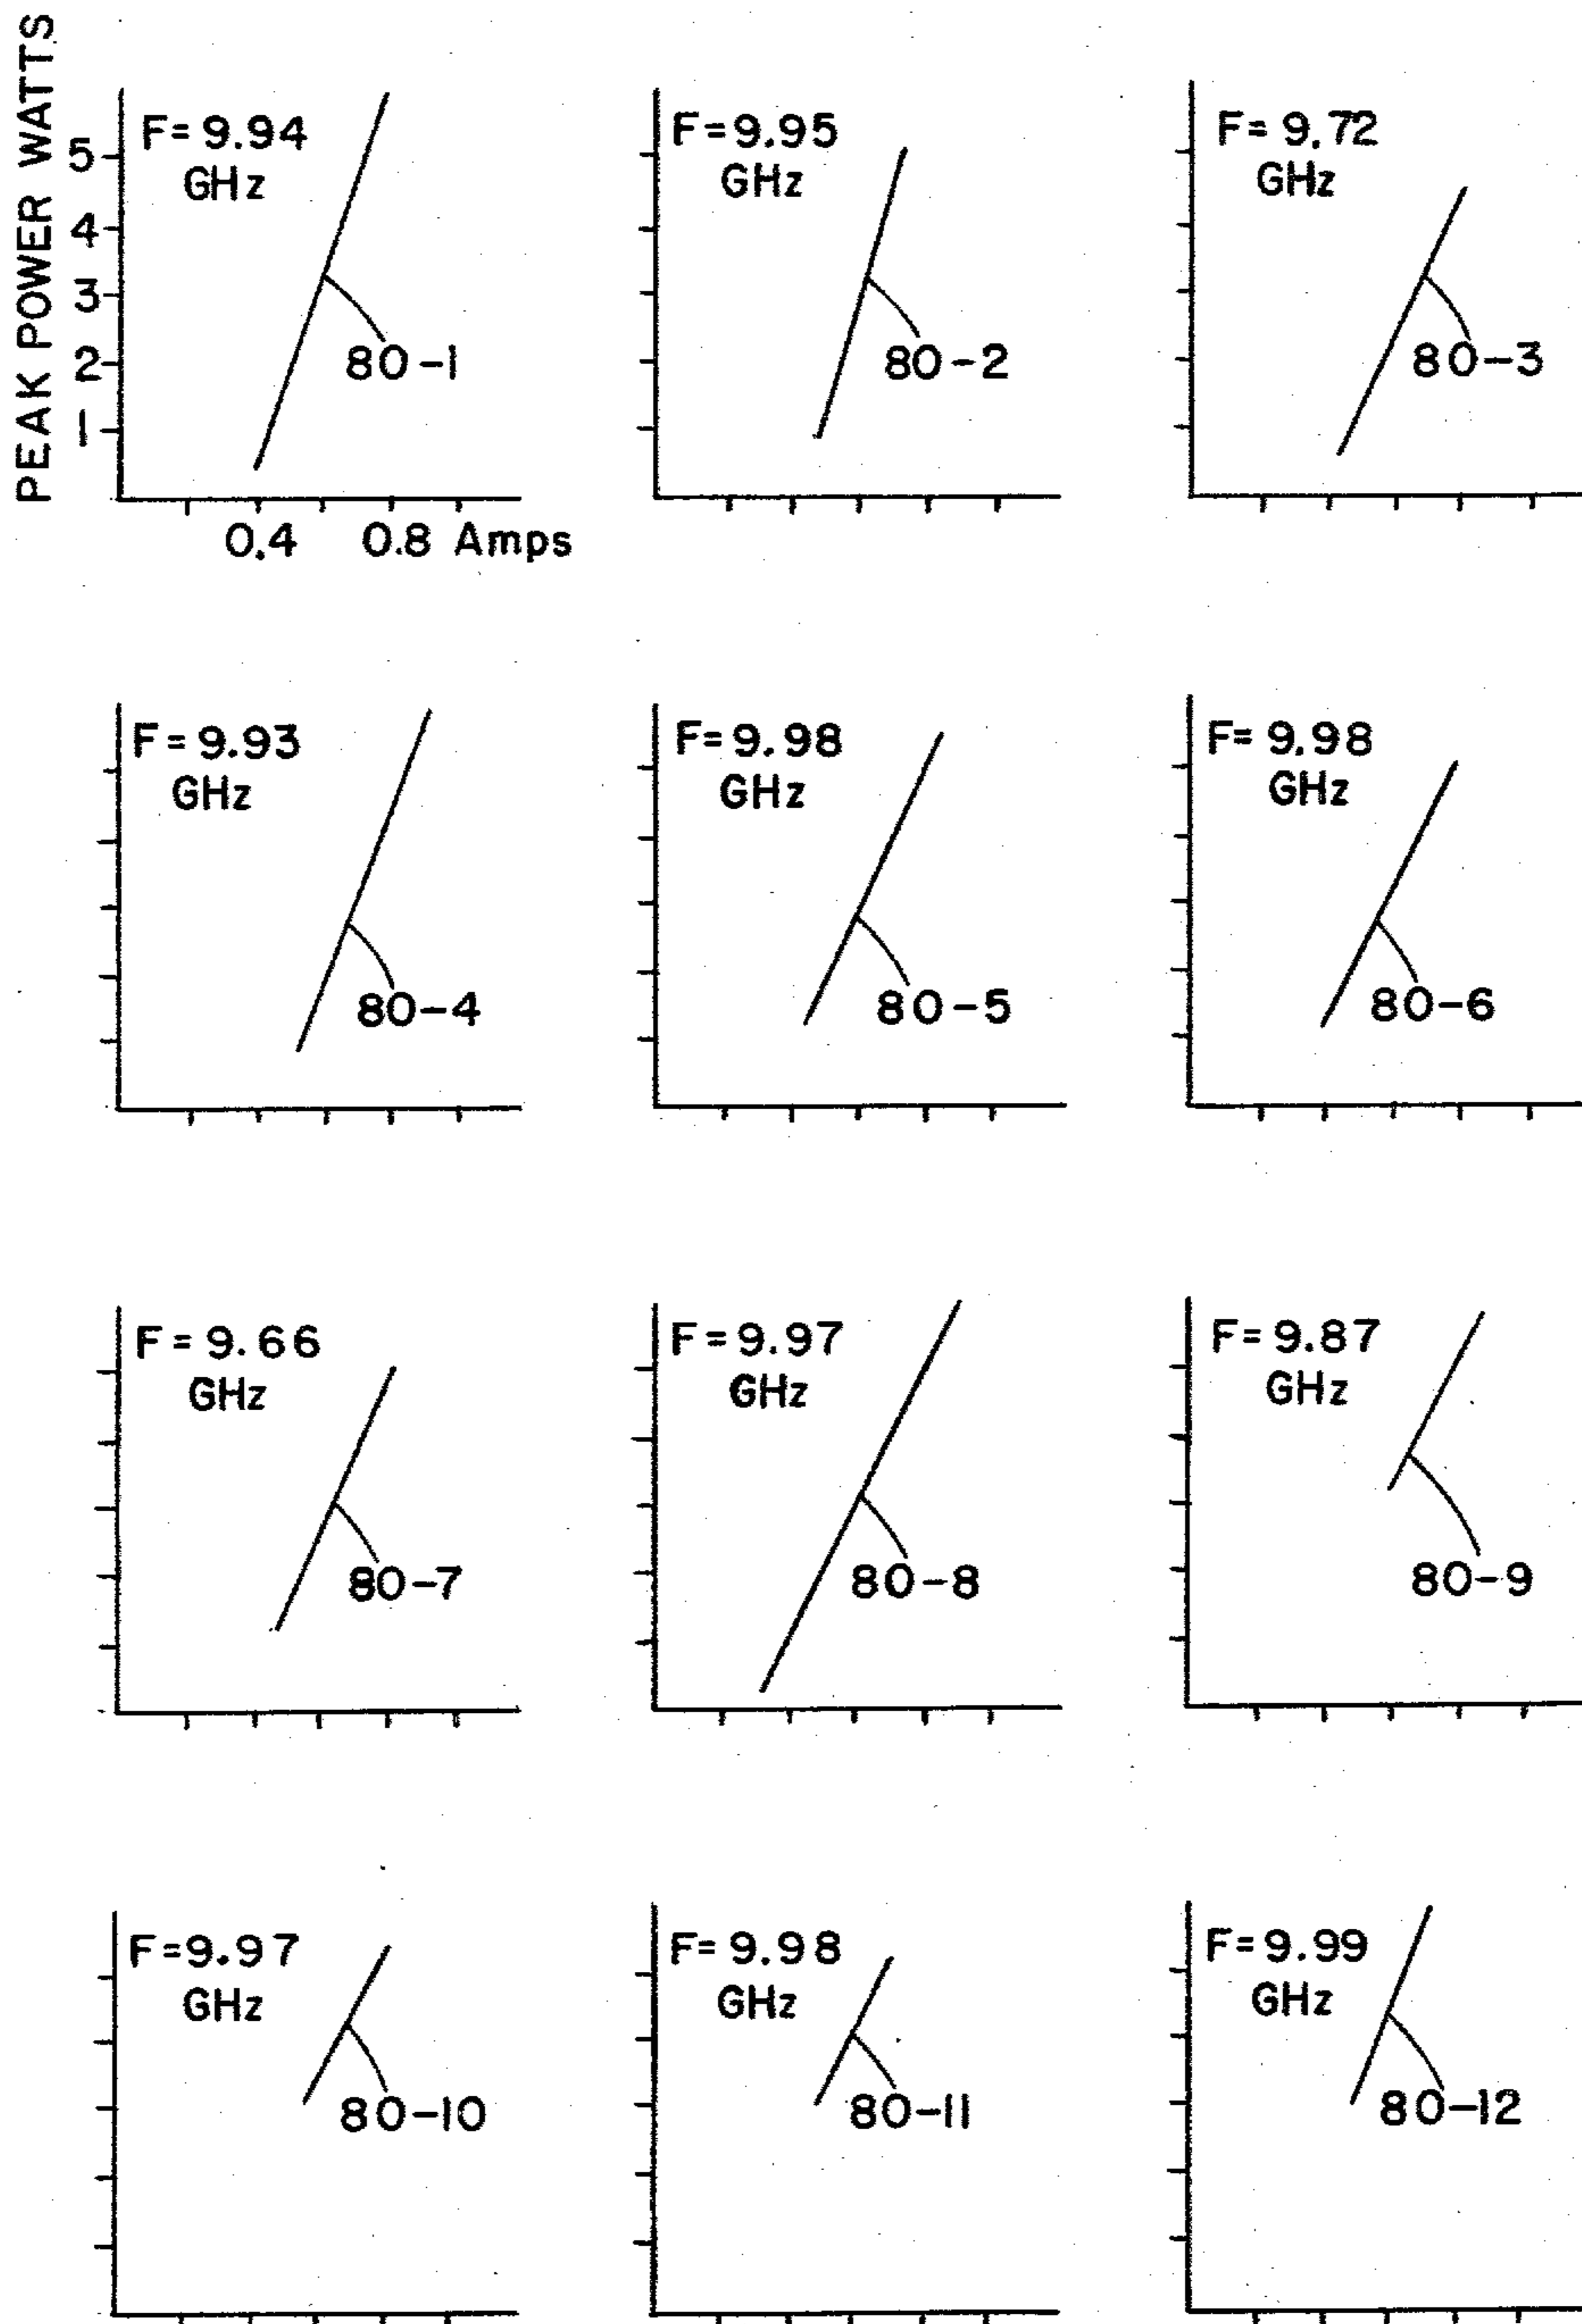 PEAK POWER WATTS
5
4
3
2
1
F=9.94
GHz
80-1
0.4 0.8 Amps
F=9.95
GHz
80-2
F=9.72
GHz
80-3
F=9.93
GHz
80-4
F=9.98
GHz
80-5
F=9.98
GHz
80-6
F=9.66
GHz
80-7
F=9.97
GHz
80-8
F=9.87
GHz
80-9
F=9.97
GHz
80-10
F=9.98
GHz
80-11
F=9.99
GHz
80-12